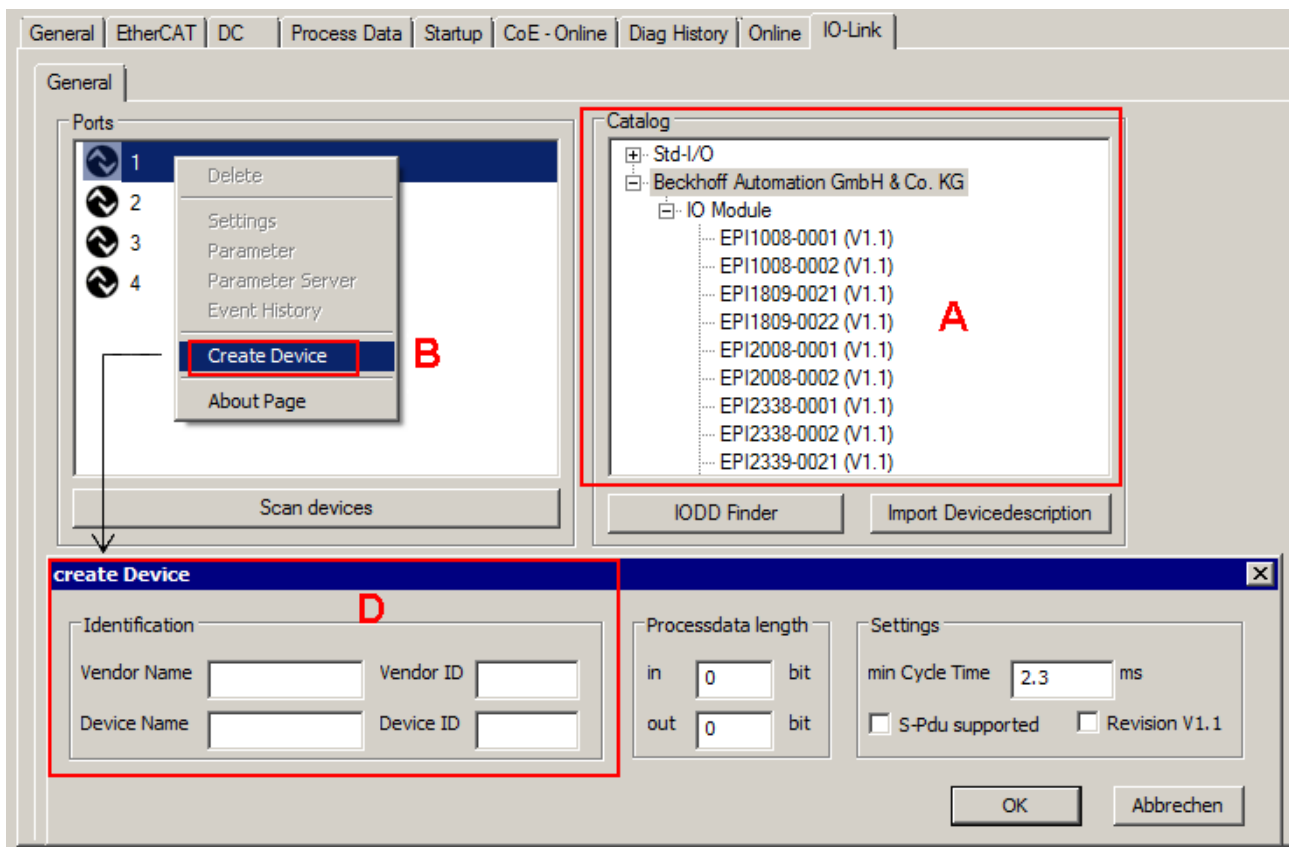 General EtherCAT DC Process Data Startup CoE - Online Diag History Online IO-Link
General
Ports
1
2
3
4
Delete
Settings
Parameter
Parameter Server
Event History
Create Device
About Page
B
Scan devices
Catalog
Std-I/O
Beckhoff Automation GmbH & Co. KG
IO Module
EPI1008-0001 (V1.1)
EPI1008-0002 (V1.1)
EPI1809-0021 (V1.1)
EPI1809-0022 (V1.1)
EPI2008-0001 (V1.1)
EPI2008-0002 (V1.1)
EPI2338-0001 (V1.1)
EPI2338-0002 (V1.1)
EPI2339-0021 (V1.1)
A
IODD Finder Import Devicedescription
create Device
D
Identification
Vendor Name Vendor ID
Device Name Device ID
Processdata length
in 0 bit
out 0 bit
Settings
min Cycle Time 2.3 ms
S-Pdu supported Revision V1.1
OK Abbrechen